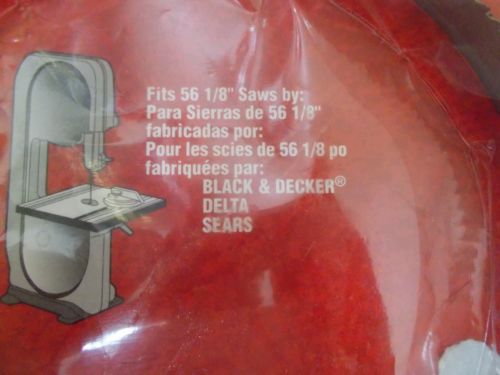 Fits 56 1/8" Saws by:
Para Sierras de 56 1/8"
fabricadas por:
Pour les scies de 56 1/8 po
fabriquées par:
BLACK & DECKER®
DELTA
SEARS